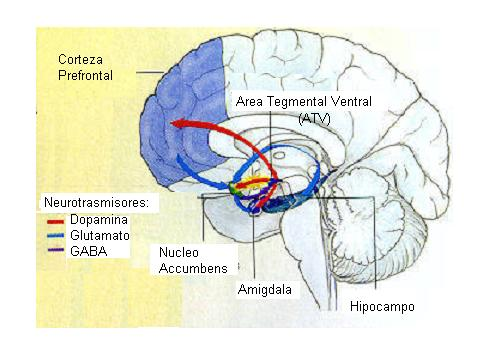 Corteza
Prefrontal
Area Tegmental Ventral
(ATV)
Neurotrasmisores:
Dopamina
Glutamato
GABA
Nucleo
Accumbens
Amigdala
Hipocampo